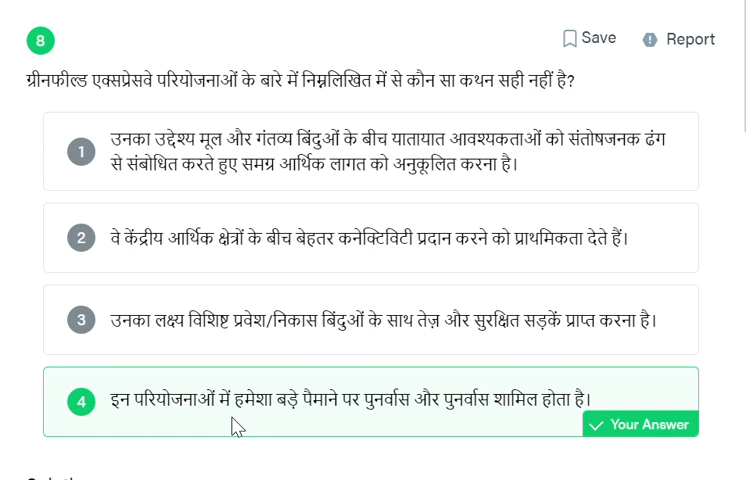 8
Save
Report
ग्रीनफील्ड एक्सप्रेसवे परियोजनाओं के बारे में निम्नलिखित में से कौन सा कथन सही नहीं है?
1
उनका उद्देश्य मूल और गंतव्य बिंदुओं के बीच यातायात आवश्यकताओं को संतोषजनक ढंग
से संबोधित करते हुए समग्र आर्थिक लागत को अनुकूलित करना है।
2
वे केंद्रीय आर्थिक क्षेत्रों के बीच बेहतर कनेक्टिविटी प्रदान करने को प्राथमिकता देते हैं।
3
उनका लक्ष्य विशिष्ट प्रवेश/निकास बिंदुओं के साथ तेज़ और सुरक्षित सड़कें प्राप्त करना है।
4
इन परियोजनाओं में हमेशा बड़े पैमाने पर पुनर्वास और पुनर्वास शामिल होता है।
Your Answer